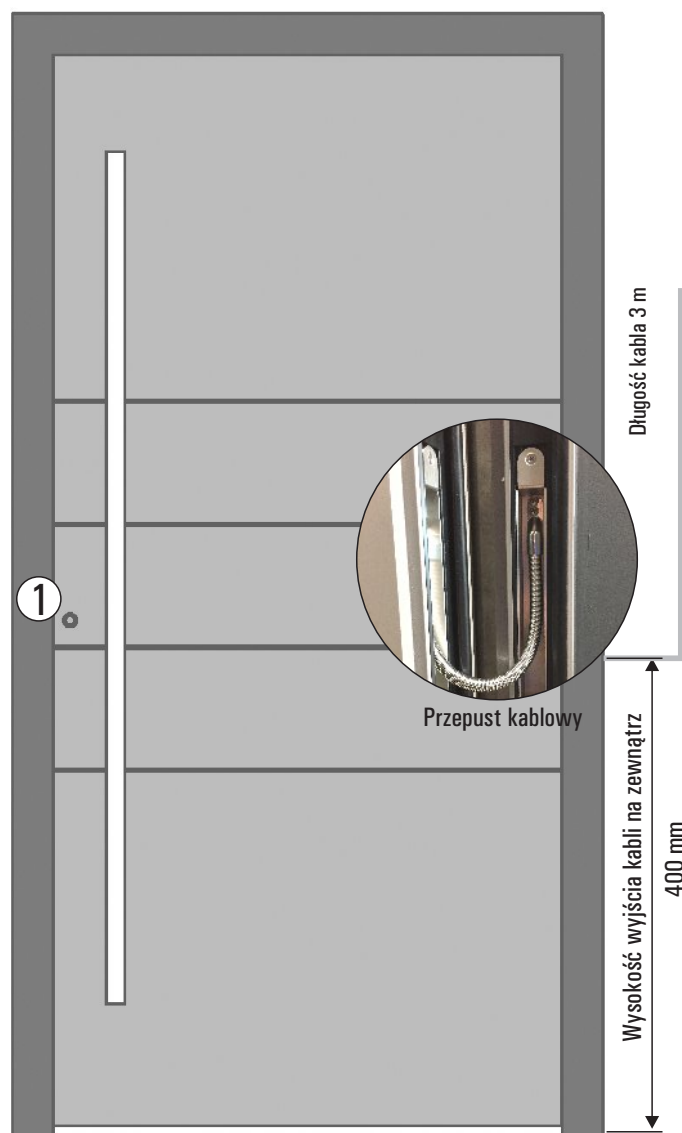 Długość kabla 3 m
1
Przepust kablowy
Wysokość wyjścia kabli na zewnątrz
400 mm